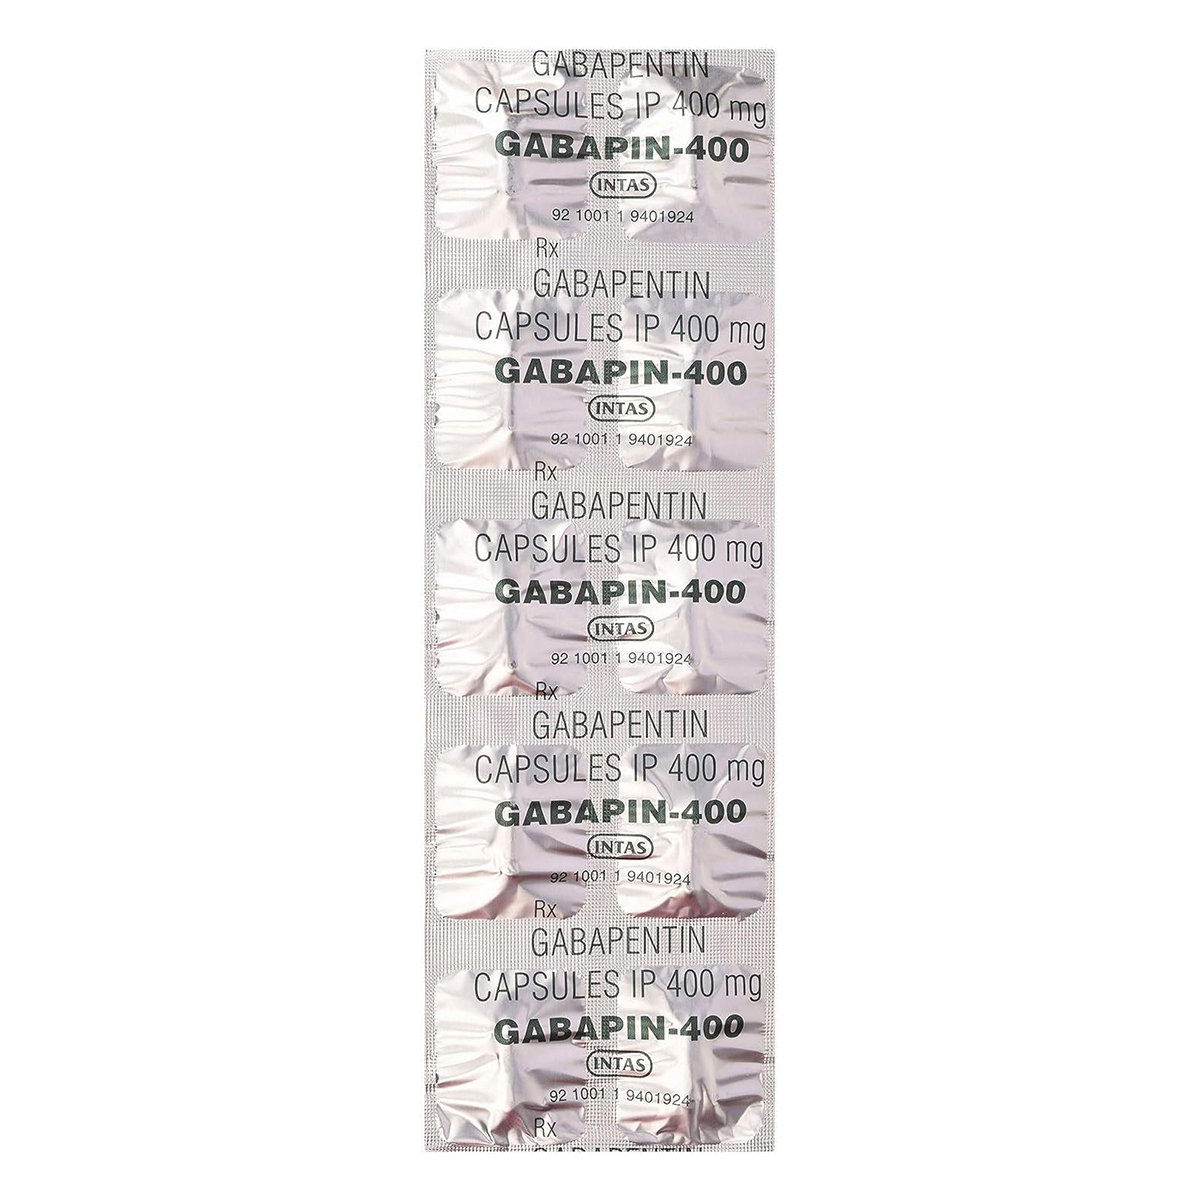 GABAPENTIN
CAPSULES IP 400 mg
GABAPIN-400
INTAS
92 1001 1 9401924
Rx
GABAPENTIN
CAPSULES IP 400 mg
GABAPIN-400
INTAS
92 1001 1 9401924
Rx
GABAPENTIN
CAPSULES IP 400 mg
GABAPIN-400
INTAS
92 1001 1 9401924
Rx
GABAPENTIN
CAPSULES IP 400 mg
GABAPIN-400
INTAS
92 1001 1 9401924
Rx
GABAPENTIN
CAPSULES IP 400 mg
GABAPIN-400
INTAS
92 1001 1 9401924
Rx